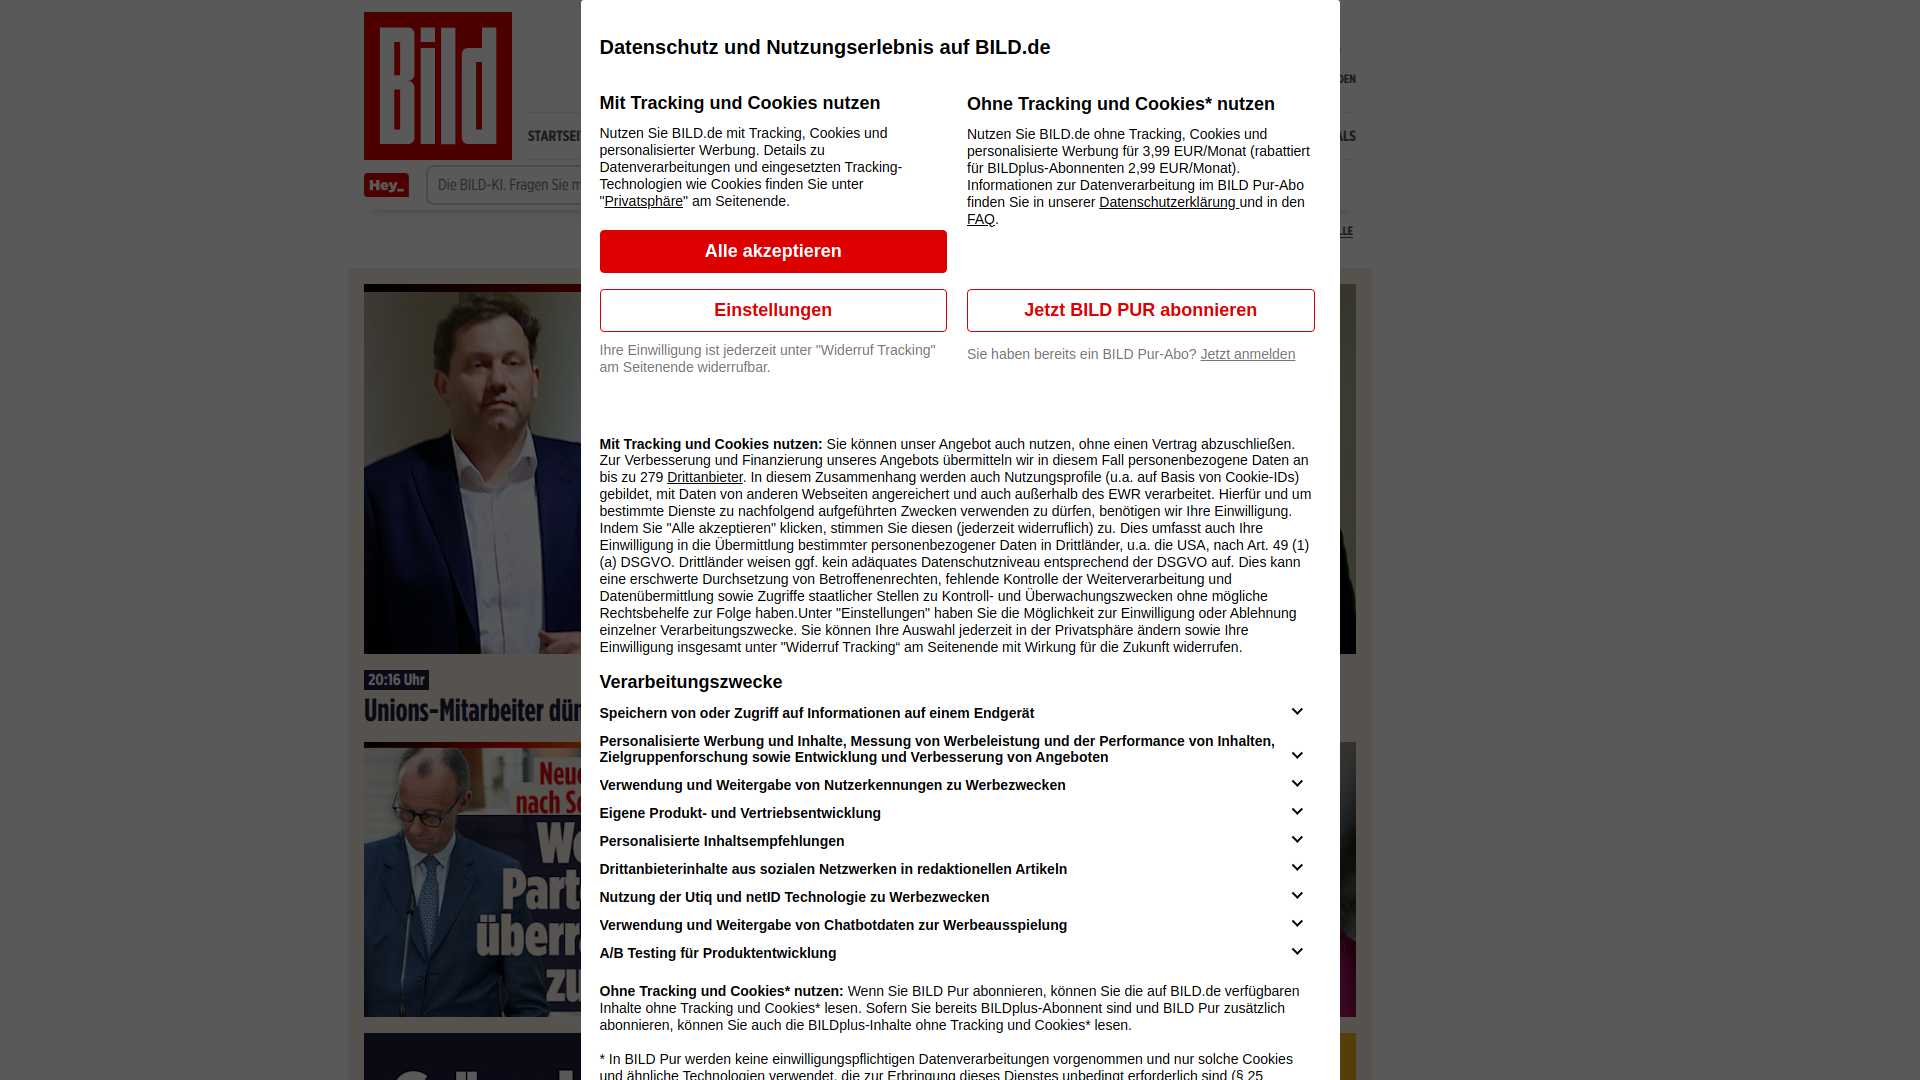 Bild
STARTSEI
Hey_
Die BILD-KI. Fragen Sie m
DEN
ALS
LLE
Datenschutz und Nutzungserlebnis auf BILD.de
Mit Tracking und Cookies nutzen
Nutzen Sie BILD.de mit Tracking, Cookies und
personalisierter Werbung. Details zu
Datenverarbeitungen und eingesetzten Tracking-
Technologien wie Cookies finden Sie unter
"Privatsphäre" am Seitenende.
Alle akzeptieren
Einstellungen
Ihre Einwilligung ist jederzeit unter "Widerruf Tracking"
am Seitenende widerrufbar.
Ohne Tracking und Cookies* nutzen
Nutzen Sie BILD.de ohne Tracking, Cookies und
personalisierte Werbung für 3,99 EUR/Monat (rabattiert
für BILDplus-Abonnenten 2,99 EUR/Monat).
Informationen zur Datenverarbeitung im BILD Pur-Abo
finden Sie in unserer Datenschutzerklärung und in den
FAQ.
Jetzt BILD PUR abonnieren
Sie haben bereits ein BILD Pur-Abo? Jetzt anmelden
Mit Tracking und Cookies nutzen: Sie können unser Angebot auch nutzen, ohne einen Vertrag abzuschließen.
Zur Verbesserung und Finanzierung unseres Angebots übermitteln wir in diesem Fall personenbezogene Daten an
bis zu 279 Drittanbieter. In diesem Zusammenhang werden auch Nutzungsprofile (u.a. auf Basis von Cookie-IDs)
gebildet, mit Daten von anderen Webseiten angereichert und auch außerhalb des EWR verarbeitet. Hierfür und um
bestimmte Dienste zu nachfolgend aufgeführten Zwecken verwenden zu dürfen, benötigen wir Ihre Einwilligung.
Indem Sie "Alle akzeptieren" klicken, stimmen Sie diesen (jederzeit widerruflich) zu. Dies umfasst auch Ihre
Einwilligung in die Übermittlung bestimmter personenbezogener Daten in Drittländer, u.a. die USA, nach Art. 49 (1)
(a) DSGVO. Drittländer weisen ggf. kein adäquates Datenschutzniveau entsprechend der DSGVO auf. Dies kann
eine erschwerte Durchsetzung von Betroffenenrechten, fehlende Kontrolle der Weiterverarbeitung und
Datenübermittlung sowie Zugriffe staatlicher Stellen zu Kontroll- und Überwachungszwecken ohne mögliche
Rechtsbehelfe zur Folge haben.Unter "Einstellungen" haben Sie die Möglichkeit zur Einwilligung oder Ablehnung
einzelner Verarbeitungszwecke. Sie können Ihre Auswahl jederzeit in der Privatsphäre ändern sowie Ihre
Einwilligung insgesamt unter "Widerruf Tracking“ am Seitenende mit Wirkung für die Zukunft widerrufen.
Verarbeitungszwecke
Speichern von oder Zugriff auf Informationen auf einem Endgerät
Personalisierte Werbung und Inhalte, Messung von Werbeleistung und der Performance von Inhalten,
Zielgruppenforschung sowie Entwicklung und Verbesserung von Angeboten
Verwendung und Weitergabe von Nutzerkennungen zu Werbezwecken
Eigene Produkt- und Vertriebsentwicklung
Personalisierte Inhaltsempfehlungen
Drittanbieterinhalte aus sozialen Netzwerken in redaktionellen Artikeln
Nutzung der Utiq und netID Technologie zu Werbezwecken
Verwendung und Weitergabe von Chatbotdaten zur Werbeausspielung
A/B Testing für Produktentwicklung
Ohne Tracking und Cookies* nutzen: Wenn Sie BILD Pur abonnieren, können Sie die auf BILD.de verfügbaren
Inhalte ohne Tracking und Cookies* lesen. Sofern Sie bereits BILDplus-Abonnent sind und BILD Pur zusätzlich
abonnieren, können Sie auch die BILDplus-Inhalte ohne Tracking und Cookies* lesen.
* In BILD Pur werden keine einwilligungspflichtigen Datenverarbeitungen vorgenommen und nur solche Cookies
und ähnliche Technologien verwendet, die zur Erbringung dieses Dienstes unbedingt erforderlich sind (§ 25
20:16 Uhr
Unions-Mitarbeiter dür
Neue
nach Se
We
Part
überra
zu